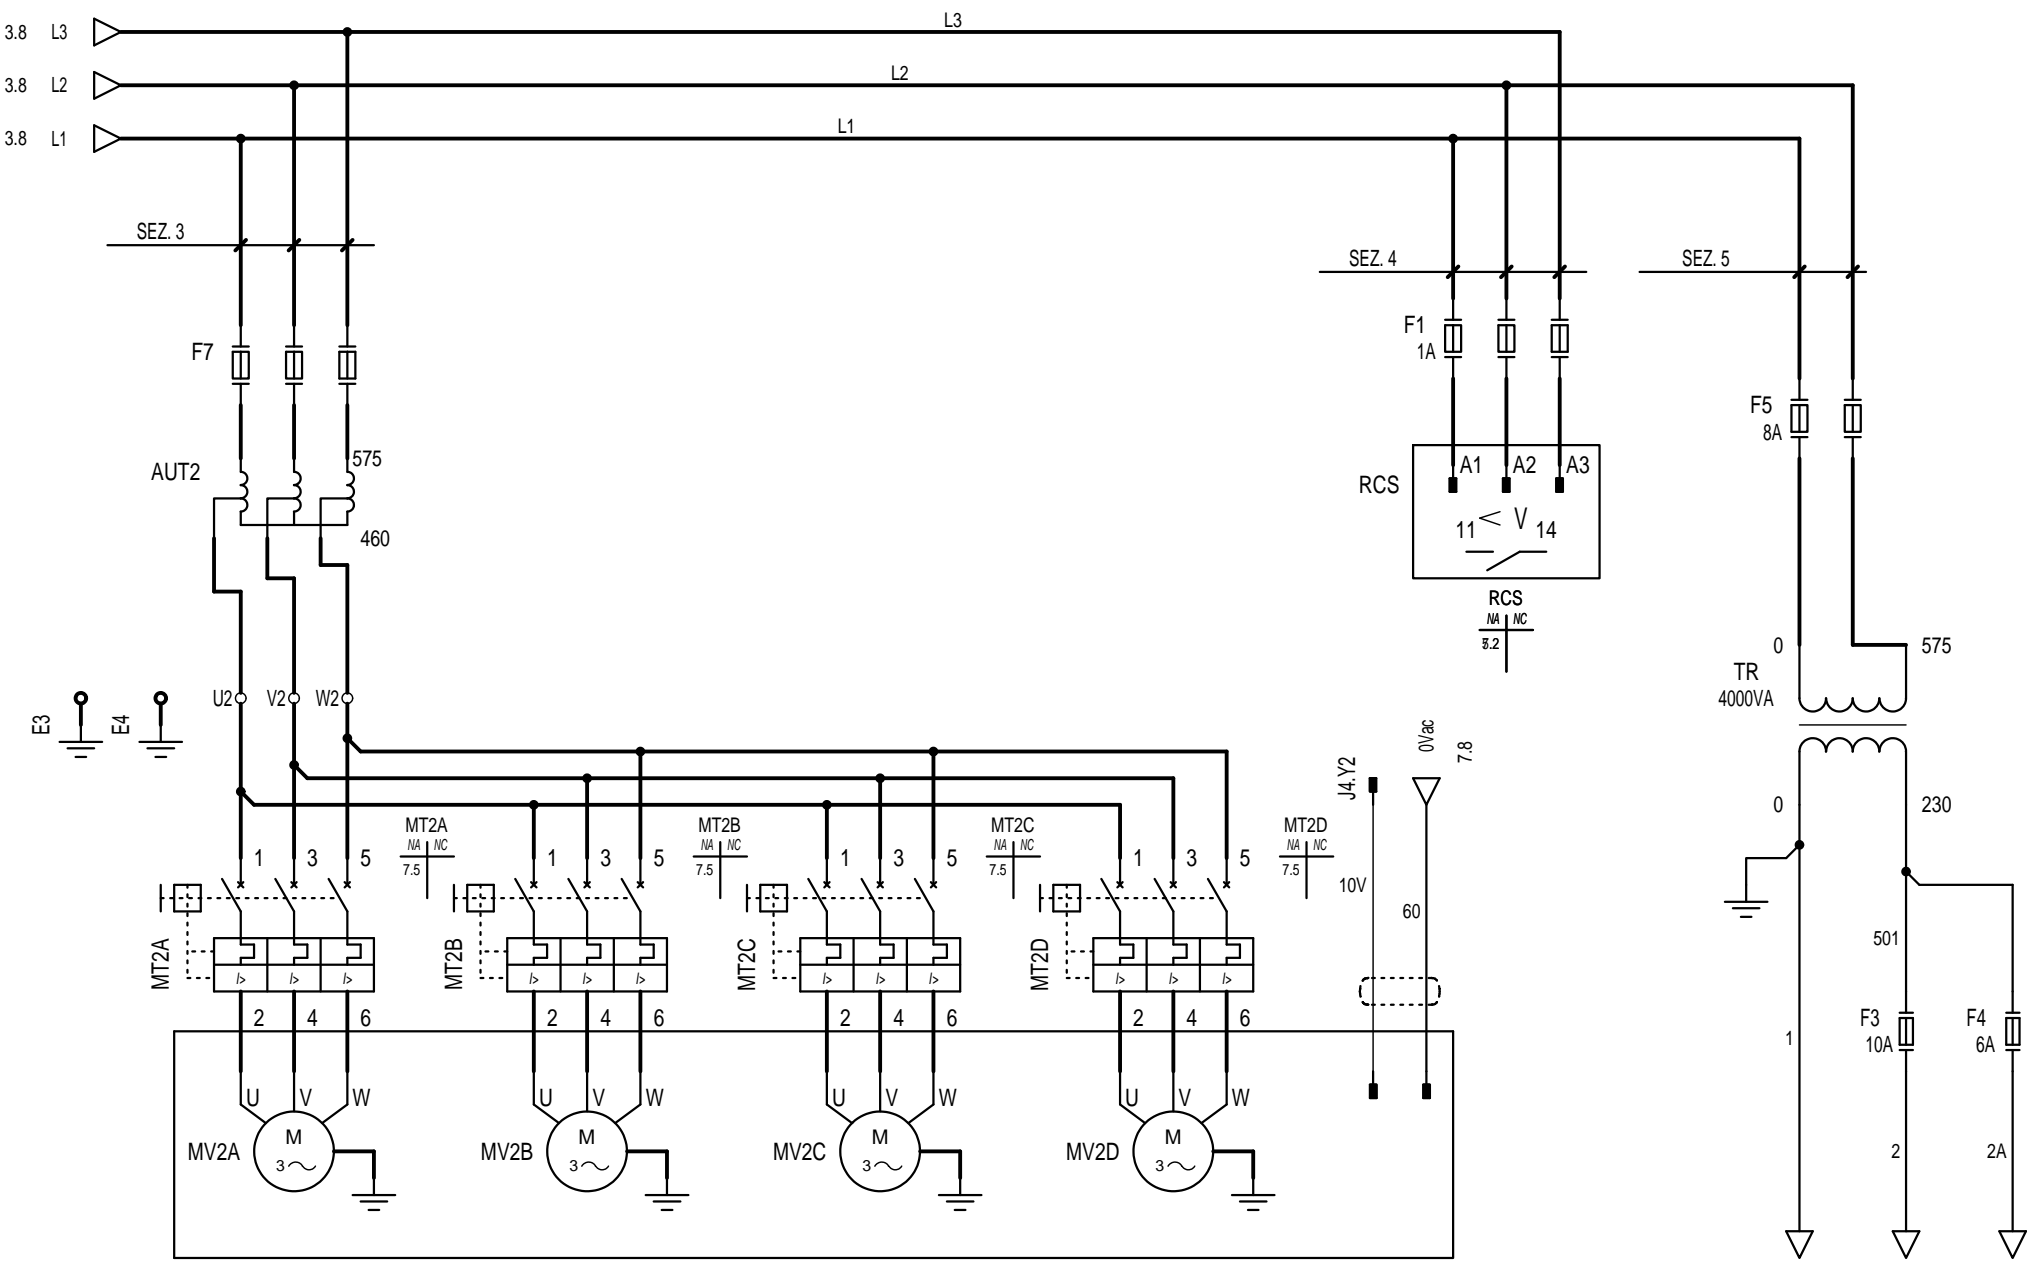 3.8 L3 L3
3.8 L2 L2
3.8 L1 L1
SEZ. 3
SEZ. 4 SEZ. 5
F7
F1
1A
F5
8A
AUT2 575
460
RCS A1 A2 A3
11 < V 14
RCS
NA NC
0 575
TR
4000VA
E3 E4 U2 V2 W2
J4.Y2 0Vac 7.8
0 230
MT2A MT2B MT2C MT2D
NA NC NA NC NA NC NA NC
7.5 7.5 7.5 7.5
1 3 5 1 3 5 1 3 5 1 3 5
10V 60
501
MT2A MT2B MT2C MT2D
I> I> I> I> I> I> I> I> I> I> I> I>
2 4 6 2 4 6 2 4 6 2 4 6
1
F3 F4
10A 6A
U V W U V W U V W U V W
MV2A M MV2B M MV2C M MV2D M
3 3 3 3
2 2A